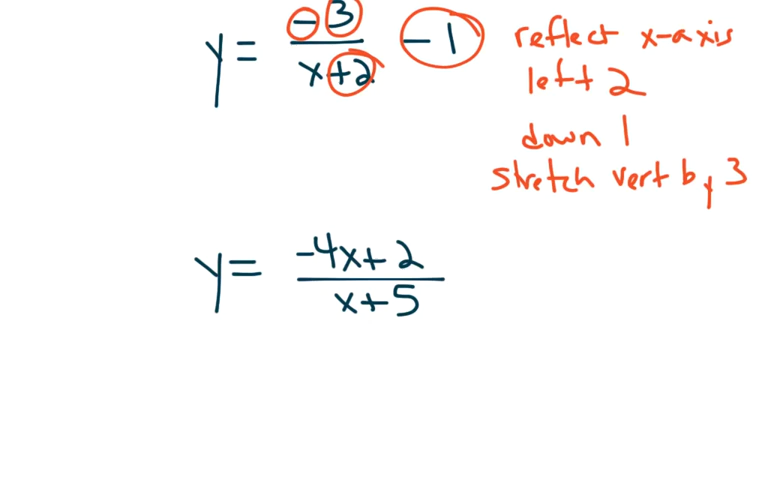 y = -3/(x+2) - 1
reflect x-axis
left 2
down 1
stretch vert by 3
y = (-4x+2)/(x+5)